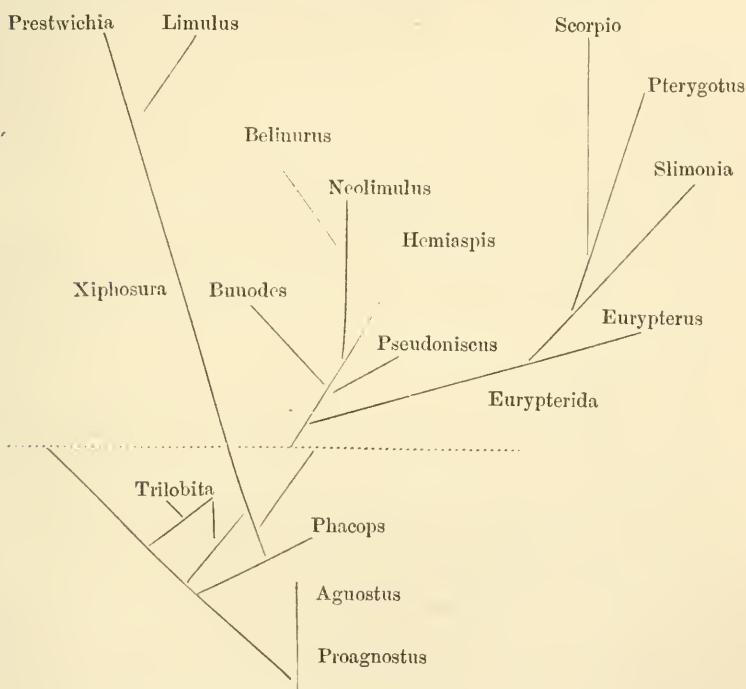 Prestwichia
Limulus
Scorpio
Pterygotus
Belinurus
Slimonia
Neolimulus
Hemiaspis
Xiphosura
Bunodes
Eurypterus
Pseudoniscus
Eurypterida
Trilobita
Phacops
Agnostus
Proagnostus